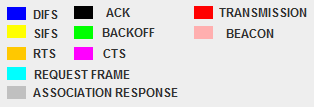 DIFS ACK TRANSMISSION
SIFS BACKOFF BEACON
RTS CTS
REQUEST FRAME
ASSOCIATION RESPONSE